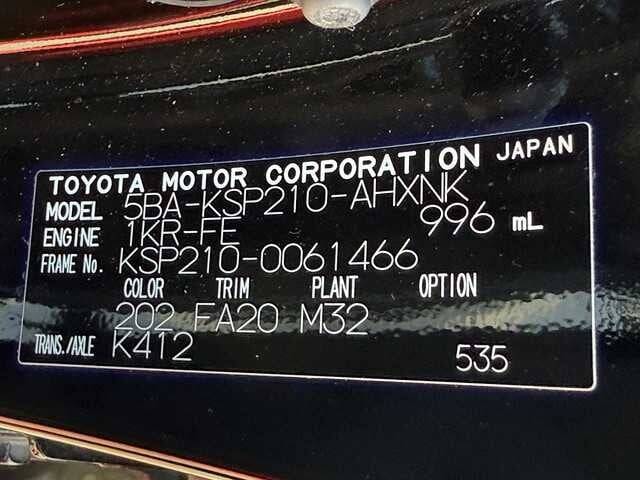 TOYOTA MOTOR CORPORATION JAPAN
MODEL 5BA-KSP210-AHXNK
ENGINE 1KR-FE 996 mL
FRAME No. KSP210-0061466
COLOR TRIM PLANT OPTION
202 FA20 M32
TRANS./AXLE K412
535